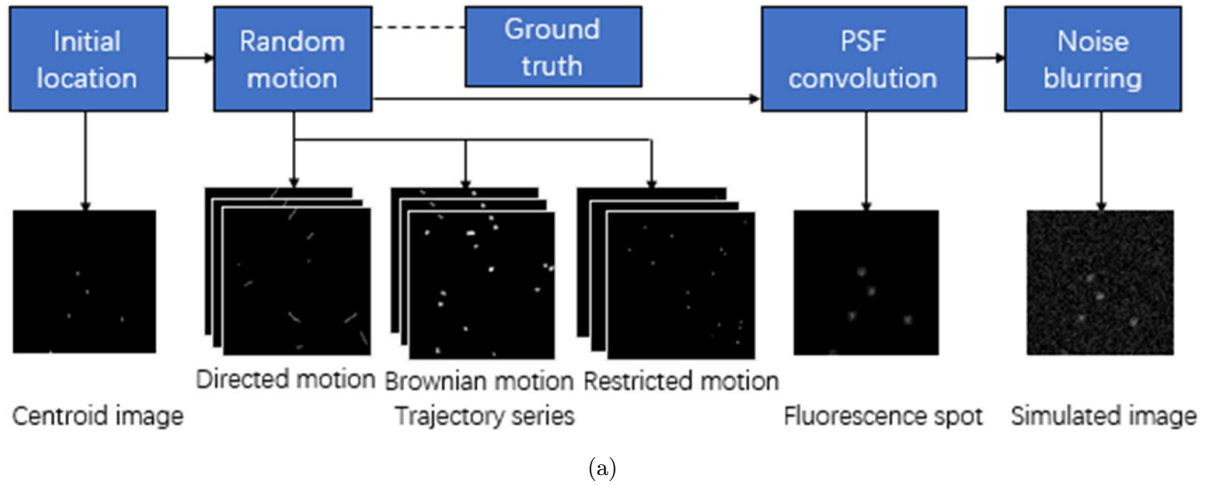 Initial
location
Random
motion
Ground
truth
PSF
convolution
Noise
blurring
Directed motion
Brownian motion
Restricted motion
Centroid image
Trajectory series
Fluorescence spot
Simulated image
(a)